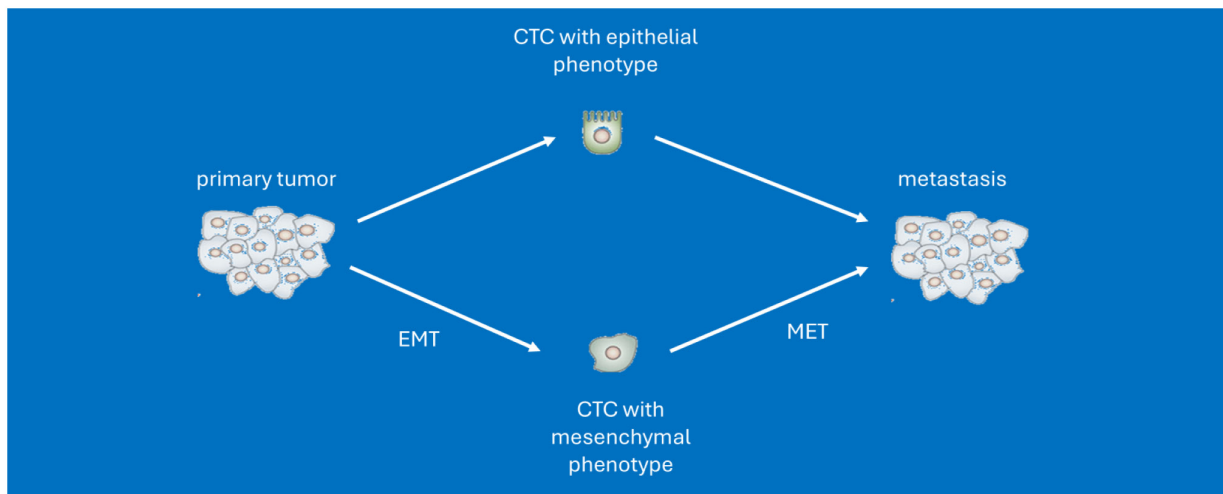 CTC with epithelial
phenotype
primary tumor
metastasis
EMT
MET
CTC with
mesenchymal
phenotype